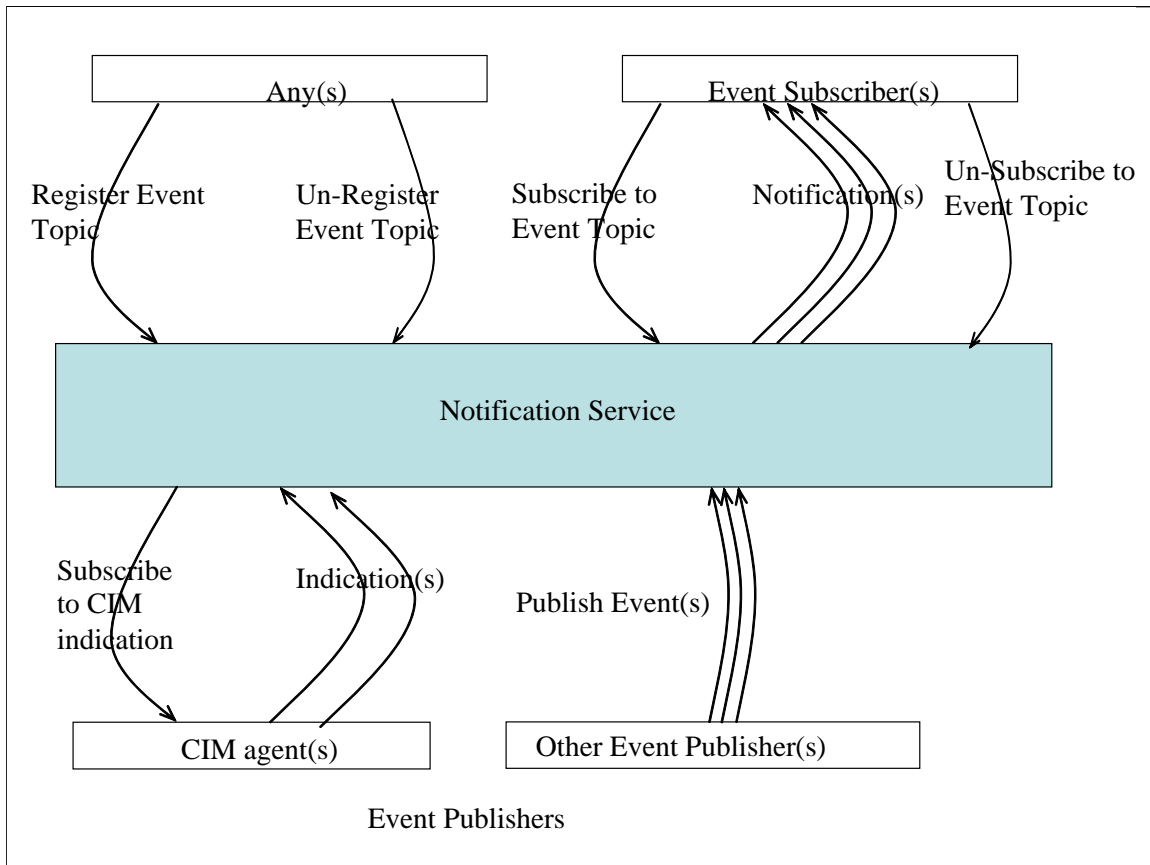 Any(s)
Event Subscriber(s)
Register Event
Topic
Un-Register
Event Topic
Subscribe to
Event Topic
Notification(s)
Un-Subscribe to
Event Topic
Notification Service
Subscribe
to CIM
indication
Indication(s)
Publish Event(s)
CIM agent(s)
Other Event Publisher(s)
Event Publishers